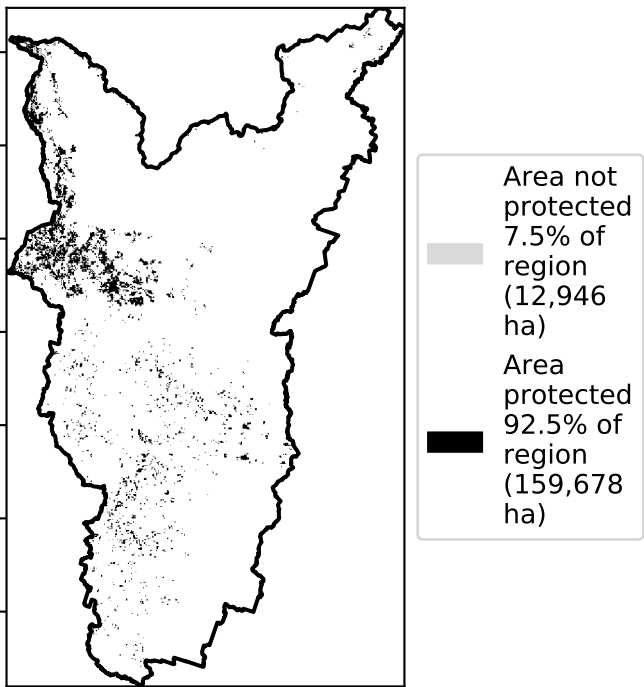 Area not
protected
7.5% of
region
(12,946
ha)
Area
protected
92.5% of
region
(159,678
ha)